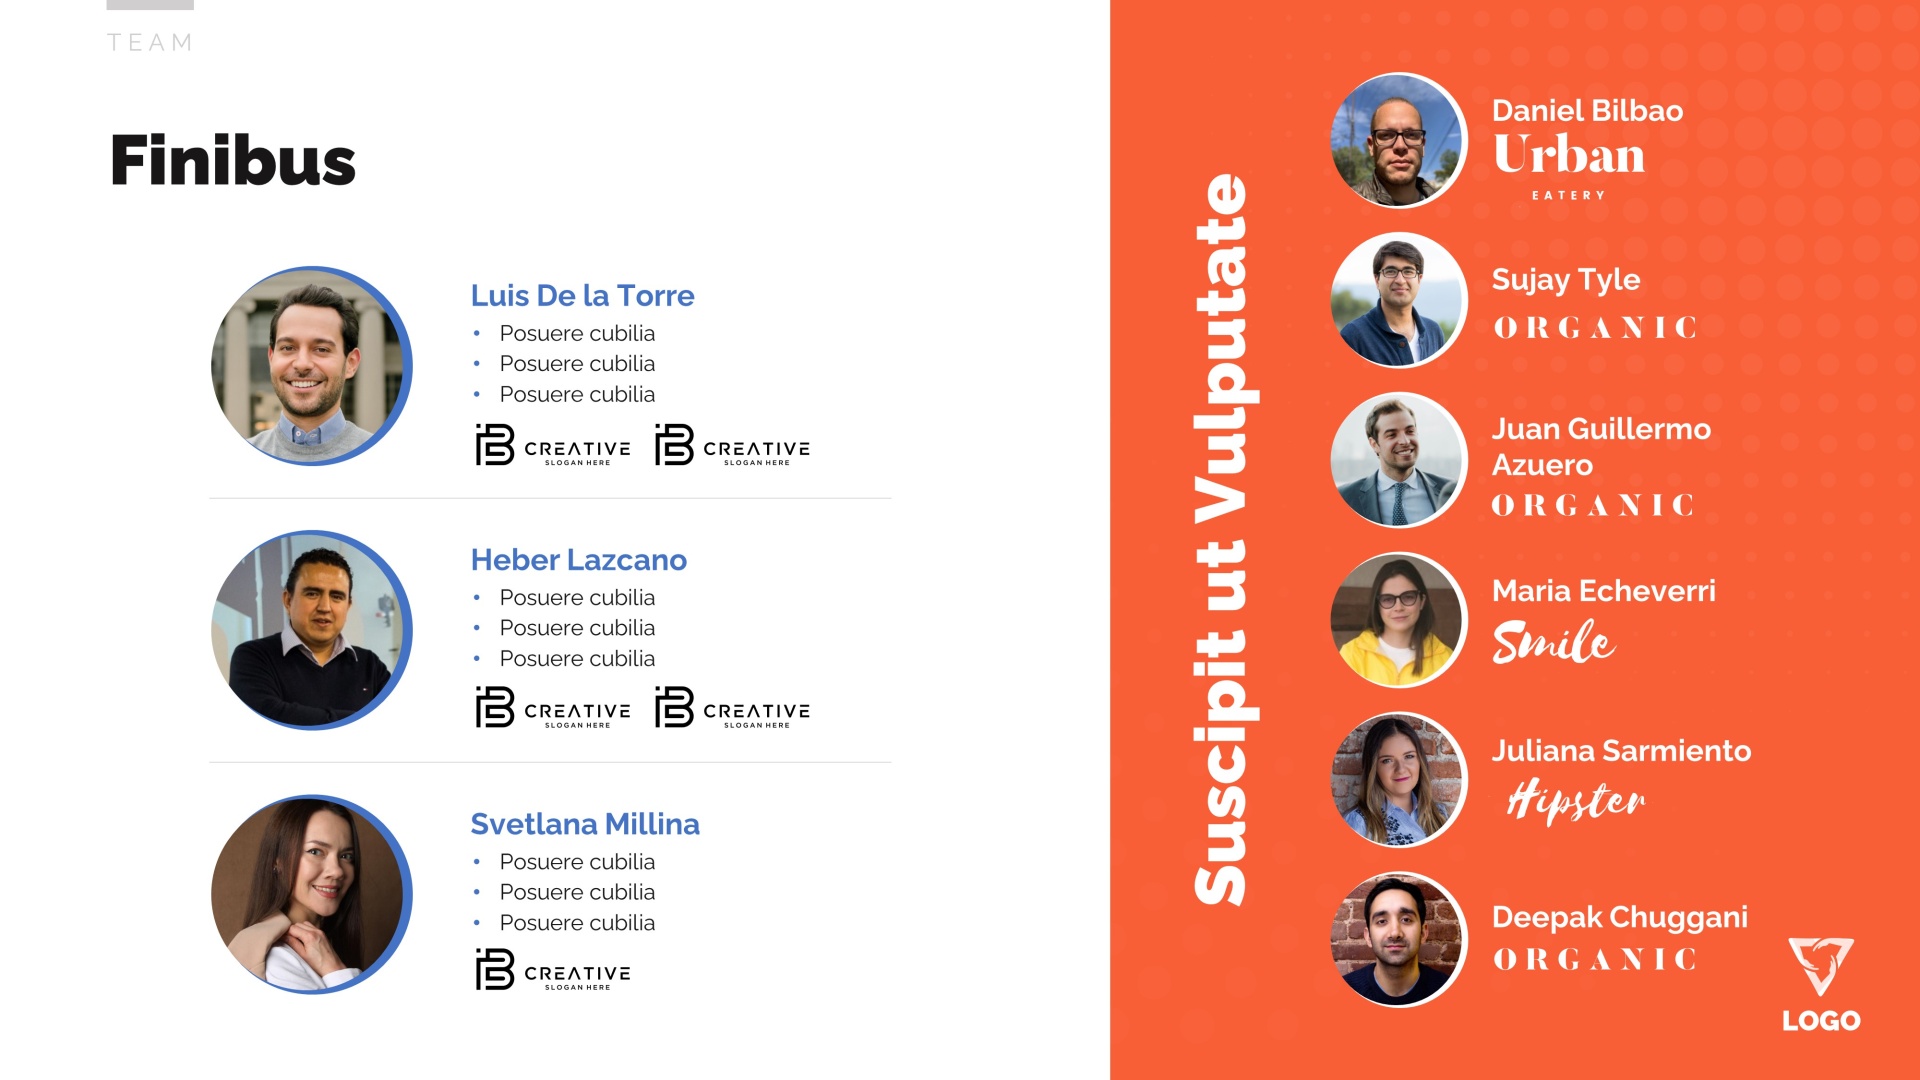 TEAM
Finibus
Luis De la Torre
• Posuere cubilia
• Posuere cubilia
• Posuere cubilia
B CREATIVE SLOGAN HERE B CREATIVE SLOGAN HERE
Heber Lazcano
• Posuere cubilia
• Posuere cubilia
• Posuere cubilia
B CREATIVE SLOGAN HERE B CREATIVE SLOGAN HERE
Svetlana Millina
• Posuere cubilia
• Posuere cubilia
• Posuere cubilia
B CREATIVE SLOGAN HERE
Suscipit ut Vulputate
Daniel Bilbao
Urban
EATERY
Sujay Tyle
ORGANIC
Juan Guillermo
Azuero
ORGANIC
Maria Echeverri
Smile
Juliana Sarmiento
Hipster
Deepak Chuggani
ORGANIC
LOGO